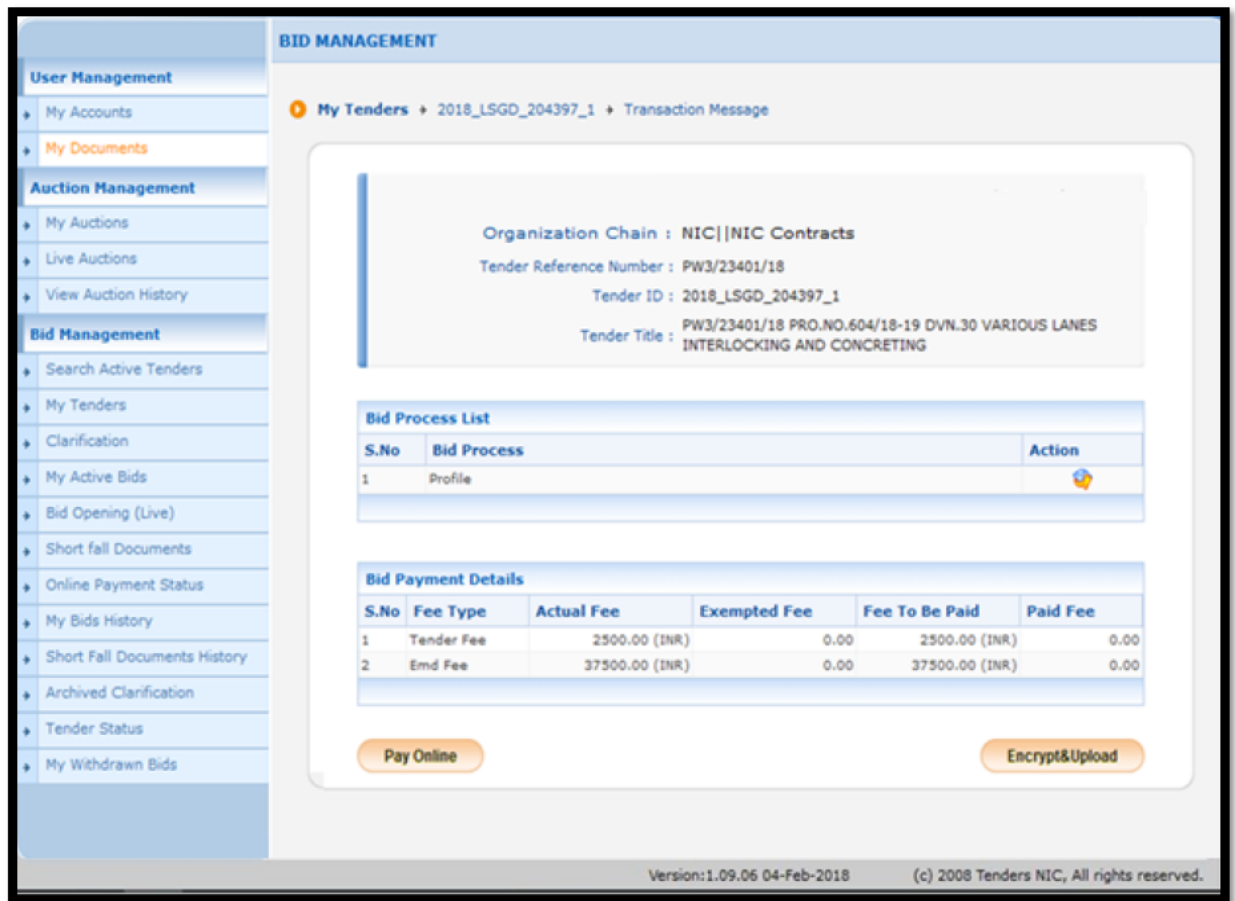 BID MANAGEMENT
User Management
My Accounts
My Documents
Auction Management
My Auctions
Live Auctions
View Auction History
Bid Management
Search Active Tenders
My Tenders
Clarification
My Active Bids
Bid Opening (Live)
Short fall Documents
Online Payment Status
My Bids History
Short Fall Documents History
Archived Clarification
Tender Status
My Withdrawn Bids
My Tenders 2018_LSGD_204397_1 Transaction Message
Organization Chain : NIC||NIC Contracts
Tender Reference Number : PW3/23401/18
Tender ID : 2018_LSGD_204397_1
Tender Title : PW3/23401/18 PRO.NO.604/18-19 DVN.30 VARIOUS LANES
INTERLOCKING AND CONCRETING
Bid Process List
S.No Bid Process Action
1 Profile
Bid Payment Details
S.No Fee Type Actual Fee Exempted Fee Fee To Be Paid Paid Fee
1 Tender Fee 2500.00 (INR) 0.00 2500.00 (INR) 0.00
2 Emd Fee 37500.00 (INR) 0.00 37500.00 (INR) 0.00
Pay Online Encrypt&Upload
Version:1.09.06 04-Feb-2018 (c) 2008 Tenders NIC, All rights reserved.